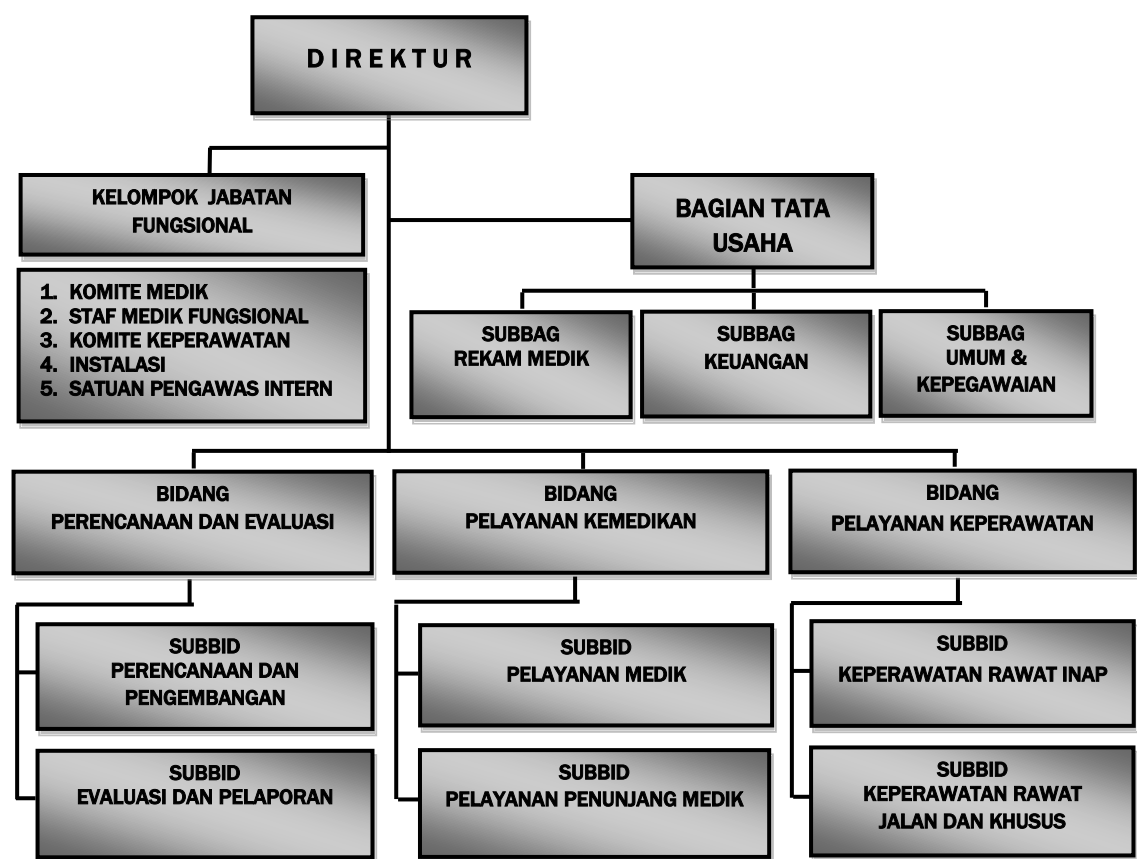 DIREKTUR
KELOMPOK JABATAN
FUNGSIONAL
1. KOMITE MEDIK
2. STAF MEDIK FUNGSIONAL
3. KOMITE KEPERAWATAN
4. INSTALASI
5. SATUAN PENGAWAS INTERN
BAGIAN TATA
USAHA
SUBBAG
REKAM MEDIK
SUBBAG
KEUANGAN
SUBBAG
UMUM &
KEPEGAWAIAN
BIDANG
PERENCANAAN DAN EVALUASI
BIDANG
PELAYANAN KEMEDIKAN
BIDANG
PELAYANAN KEPERAWATAN
SUBBID
PERENCANAAN DAN
PENGEMBANGAN
SUBBID
PELAYANAN MEDIK
SUBBID
KEPERAWATAN RAWAT INAP
SUBBID
EVALUASI DAN PELAPORAN
SUBBID
PELAYANAN PENUNJANG MEDIK
SUBBID
KEPERAWATAN RAWAT
JALAN DAN KHUSUS